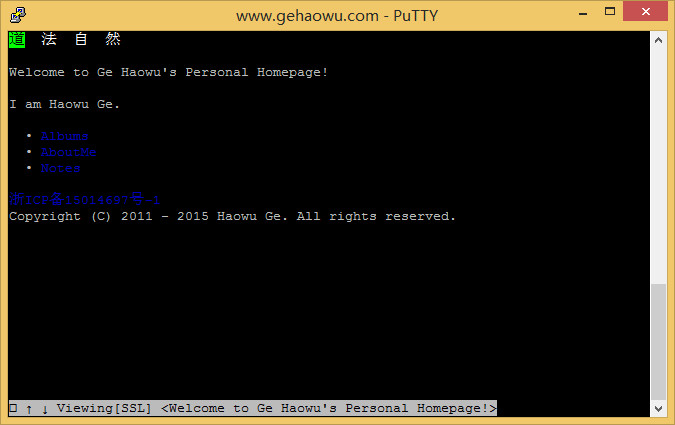 www.gehaowu.com - PuTTY
道 法 自 然
Welcome to Ge Haowu's Personal Homepage!
I am Haowu Ge.
• Albums
• AboutMe
• Notes
浙ICP备15014697号-1
Copyright (C) 2011 - 2015 Haowu Ge. All rights reserved.
↑ ↓ Viewing[SSL] <Welcome to Ge Haowu's Personal Homepage!>